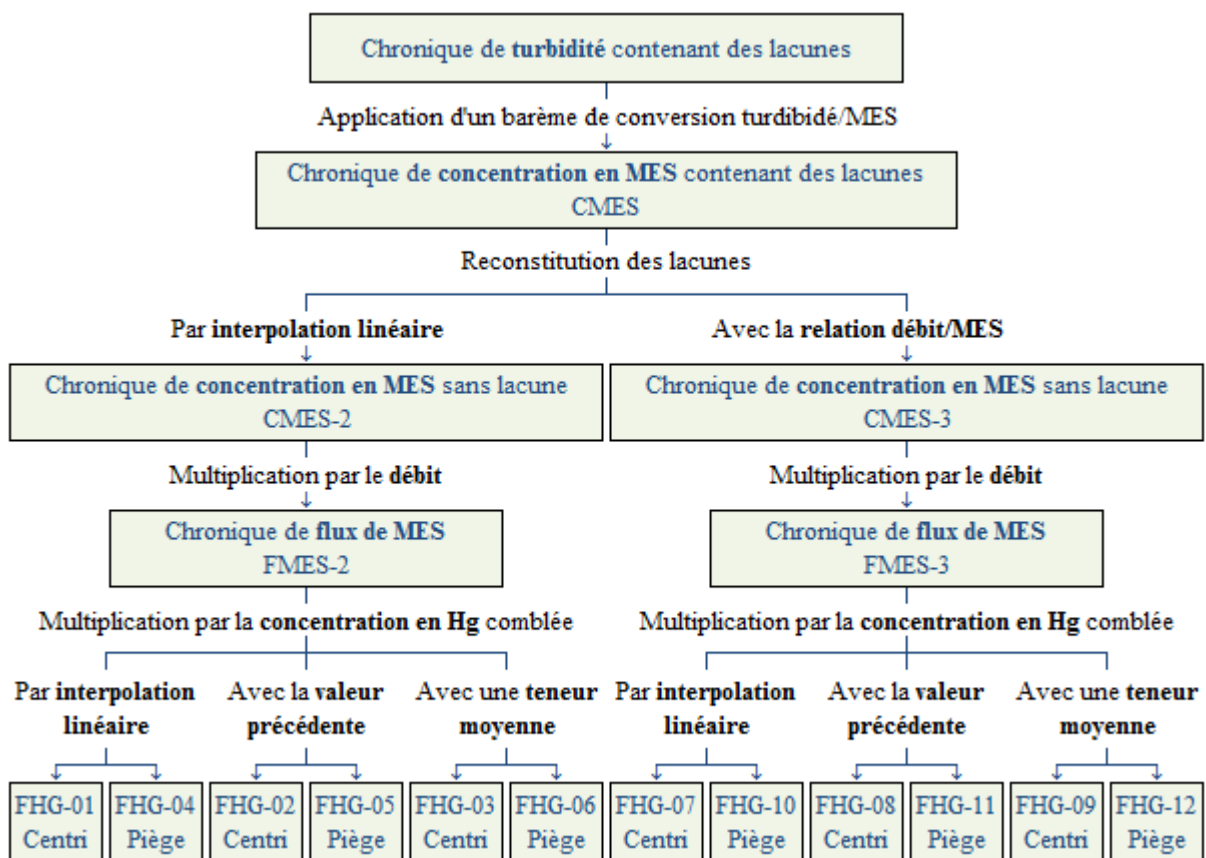 Chronique de turbidité contenant des lacunes
Application d'un barème de conversion turdibidé/MES
Chronique de concentration en MES contenant des lacunes
CMES
Reconstitution des lacunes
Par interpolation linéaire
Avec la relation débit/MES
Chronique de concentration en MES sans lacune
CMES-2
Chronique de concentration en MES sans lacune
CMES-3
Multiplication par le débit
Multiplication par le débit
Chronique de flux de MES
FMES-2
Chronique de flux de MES
FMES-3
Multiplication par la concentration en Hg comblée
Multiplication par la concentration en Hg comblée
Par interpolation
linéaire
Avec la valeur
précédente
Avec une teneur
moyenne
Par interpolation
linéaire
Avec la valeur
précédente
Avec une teneur
moyenne
FHG-01
Centri
FHG-04
Piège
FHG-02
Centri
FHG-05
Piège
FHG-03
Centri
FHG-06
Piège
FHG-07
Centri
FHG-10
Piège
FHG-08
Centri
FHG-11
Piège
FHG-09
Centri
FHG-12
Piège